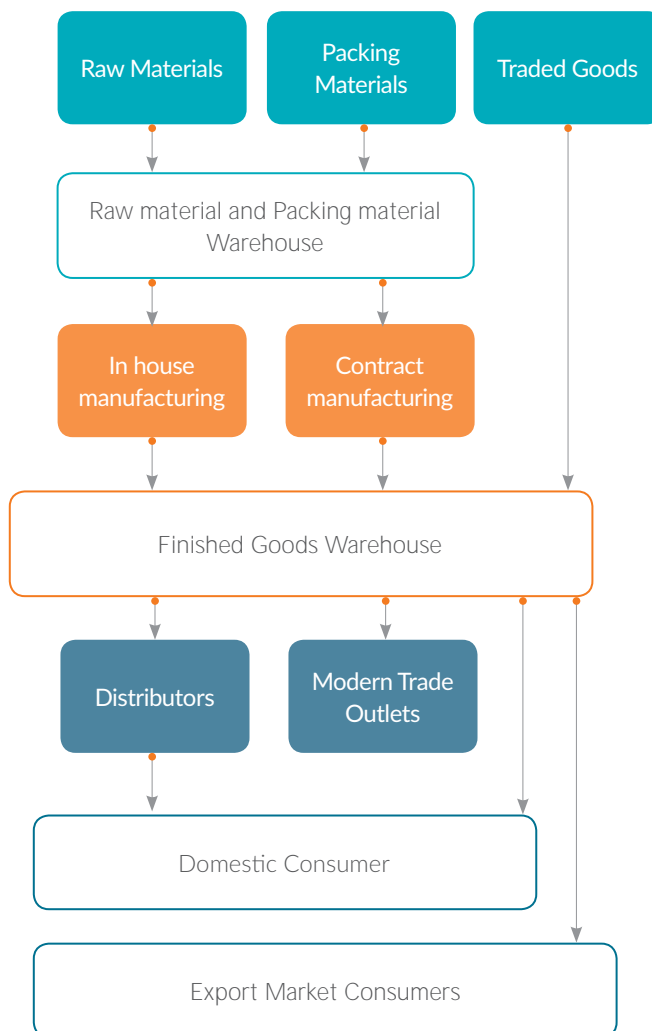 Raw Materials
Packing
Materials
Traded Goods
Raw material and Packing material
Warehouse
In house
manufacturing
Contract
manufacturing
Finished Goods Warehouse
Distributors
Modern Trade
Outlets
Domestic Consumer
Export Market Consumers